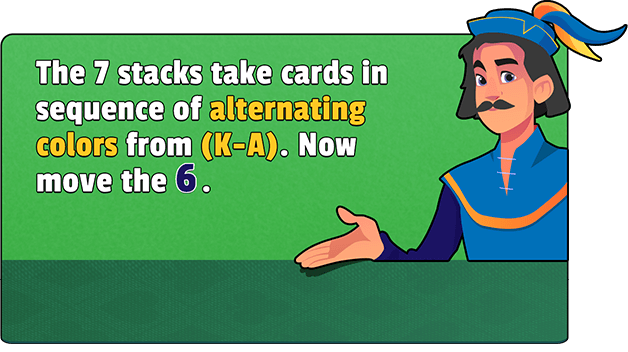 The 7 stacks take cards in
sequence of alternating
colors from (K-A). Now
move the 6.